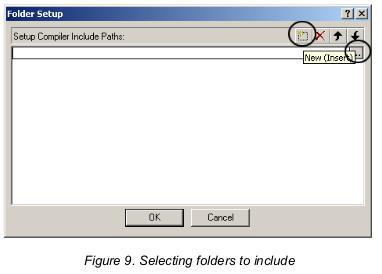 Folder Setup
Setup Compiler Include Paths:
New (Insert)
OK
Cancel
Figure 9. Selecting folders to include